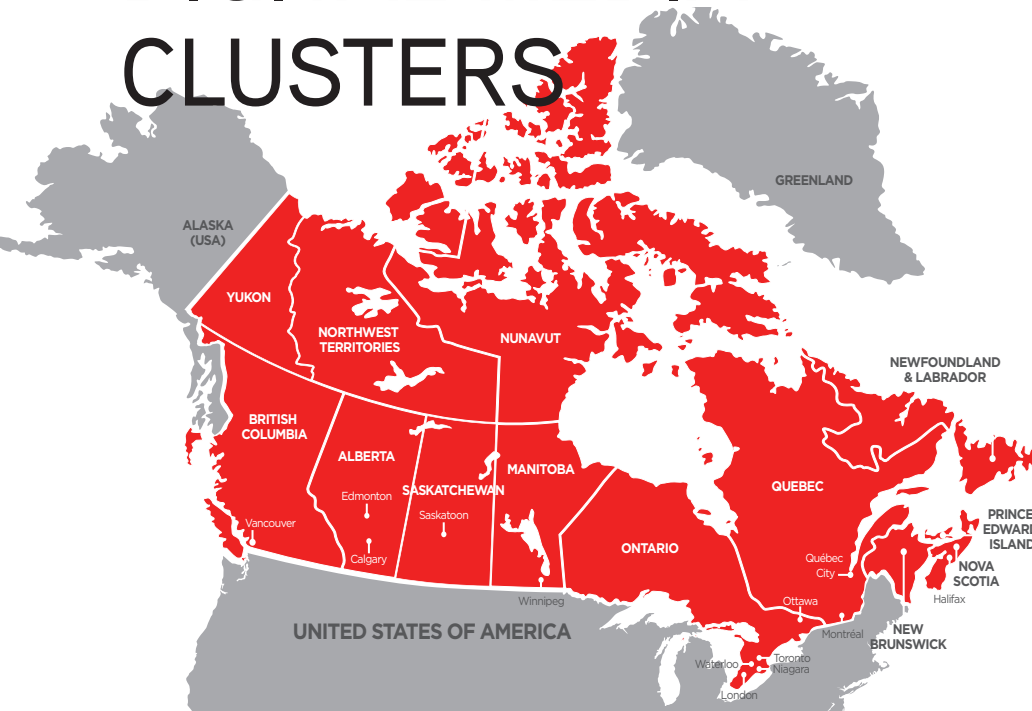 CLUSTERS
GREENLAND
ALASKA
(USA)
YUKON
NORTHWEST
TERRITORIES
NUNAVUT
NEWFOUNDLAND
& LABRADOR
BRITISH
COLUMBIA
ALBERTA
SASKATCHEWAN
MANITOBA
QUEBEC
Edmonton
Saskatoon
Vancouver
Calgary
ONTARIO
PRINCE
EDWARD
ISLAND
Québec
City
NOVA
SCOTIA
Winnipeg
Ottawa
Halifax
UNITED STATES OF AMERICA
Montréal
NEW
BRUNSWICK
Waterloo
Toronto
Niagara
London